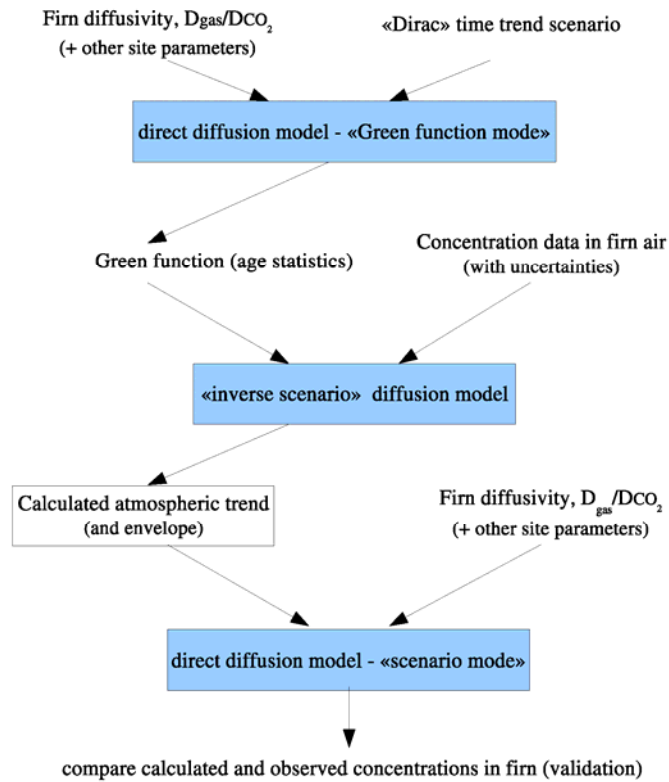 Firn diffusivity, Dgas/DCO₂
(+ other site parameters)
«Dirac» time trend scenario
direct diffusion model - «Green function mode»
Green function (age statistics)
Concentration data in firn air
(with uncertainties)
«inverse scenario» diffusion model
Calculated atmospheric trend
(and envelope)
Firn diffusivity, Dgas/DCO₂
(+ other site parameters)
direct diffusion model - «scenario mode»
compare calculated and observed concentrations in firn (validation)